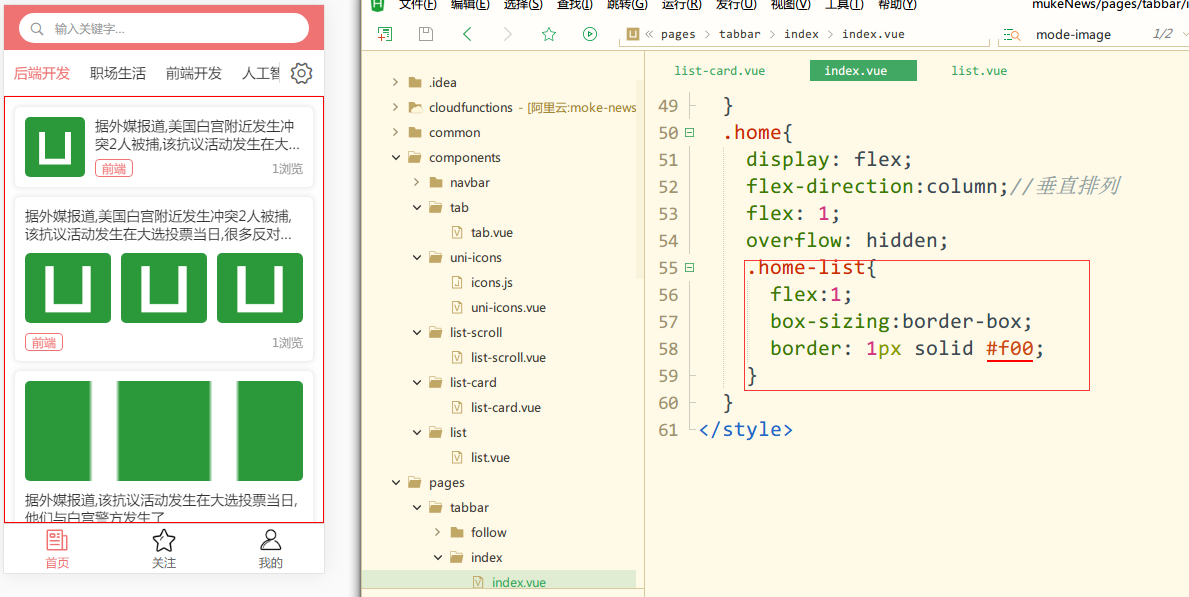 文件(F) 编辑(E) 选择(S) 查找(I) 跳转(G) 运行(R) 发行(U) 视图(V) 工具(T) 帮助(Y)
mukeNews/pages/tabbar/i
pages > tabbar > index > index.vue
mode-image 1/2
输入关键字...
后端开发 职场生活 前端开发 人工智
据外媒报道,美国白宫附近发生冲
突2人被捕,该抗议活动发生在大...
前端 1浏览
据外媒报道,美国白宫附近发生冲突2人被捕,
该抗议活动发生在大选投票当日,很多反对...
前端 1浏览
据外媒报道,该抗议活动发生在大选投票当日,
他们与白宫警方发生了
首页 关注 我的
.idea
cloudfunctions - [阿里云:moke-news
common
components
navbar
tab
tab.vue
uni-icons
icons.js
uni-icons.vue
list-scroll
list-scroll.vue
list-card
list-card.vue
list
list.vue
pages
tabbar
follow
index
index.vue
list-card.vue index.vue list.vue
49 }
50 .home{
51 display: flex;
52 flex-direction:column;//垂直排列
53 flex: 1;
54 overflow: hidden;
55 .home-list{
56 flex:1;
57 box-sizing:border-box;
58 border: 1px solid #f00;
59 }
60 }
61 </style>